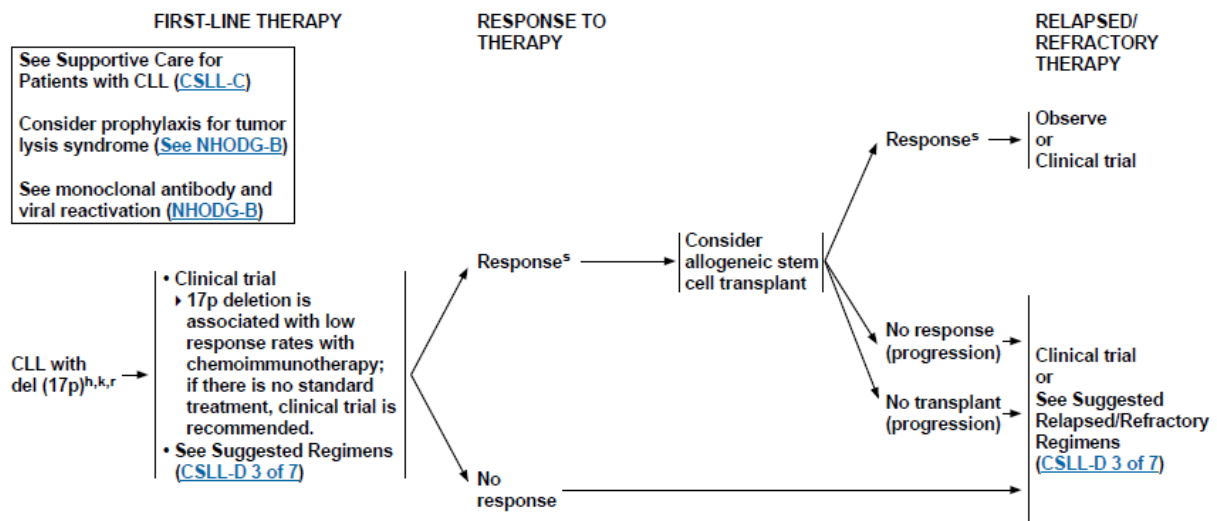 FIRST-LINE THERAPY
RESPONSE TO
THERAPY
RELAPSED/
REFRACTORY
THERAPY
See Supportive Care for
Patients with CLL (CSLL-C)
Consider prophylaxis for tumor
lysis syndrome (See NHODG-B)
See monoclonal antibody and
viral reactivation (NHODG-B)
CLL with
del (17p)h,k,r
• Clinical trial
▸ 17p deletion is
associated with low
response rates with
chemoimmunotherapy;
if there is no standard
treatment, clinical trial is
recommended.
• See Suggested Regimens
(CSLL-D 3 of 7)
Responses
No
response
Consider
allogeneic stem
cell transplant
Responses
No response
(progression)
No transplant
(progression)
Observe
or
Clinical trial
Clinical trial
or
See Suggested
Relapsed/Refractory
Regimens
(CSLL-D 3 of 7)